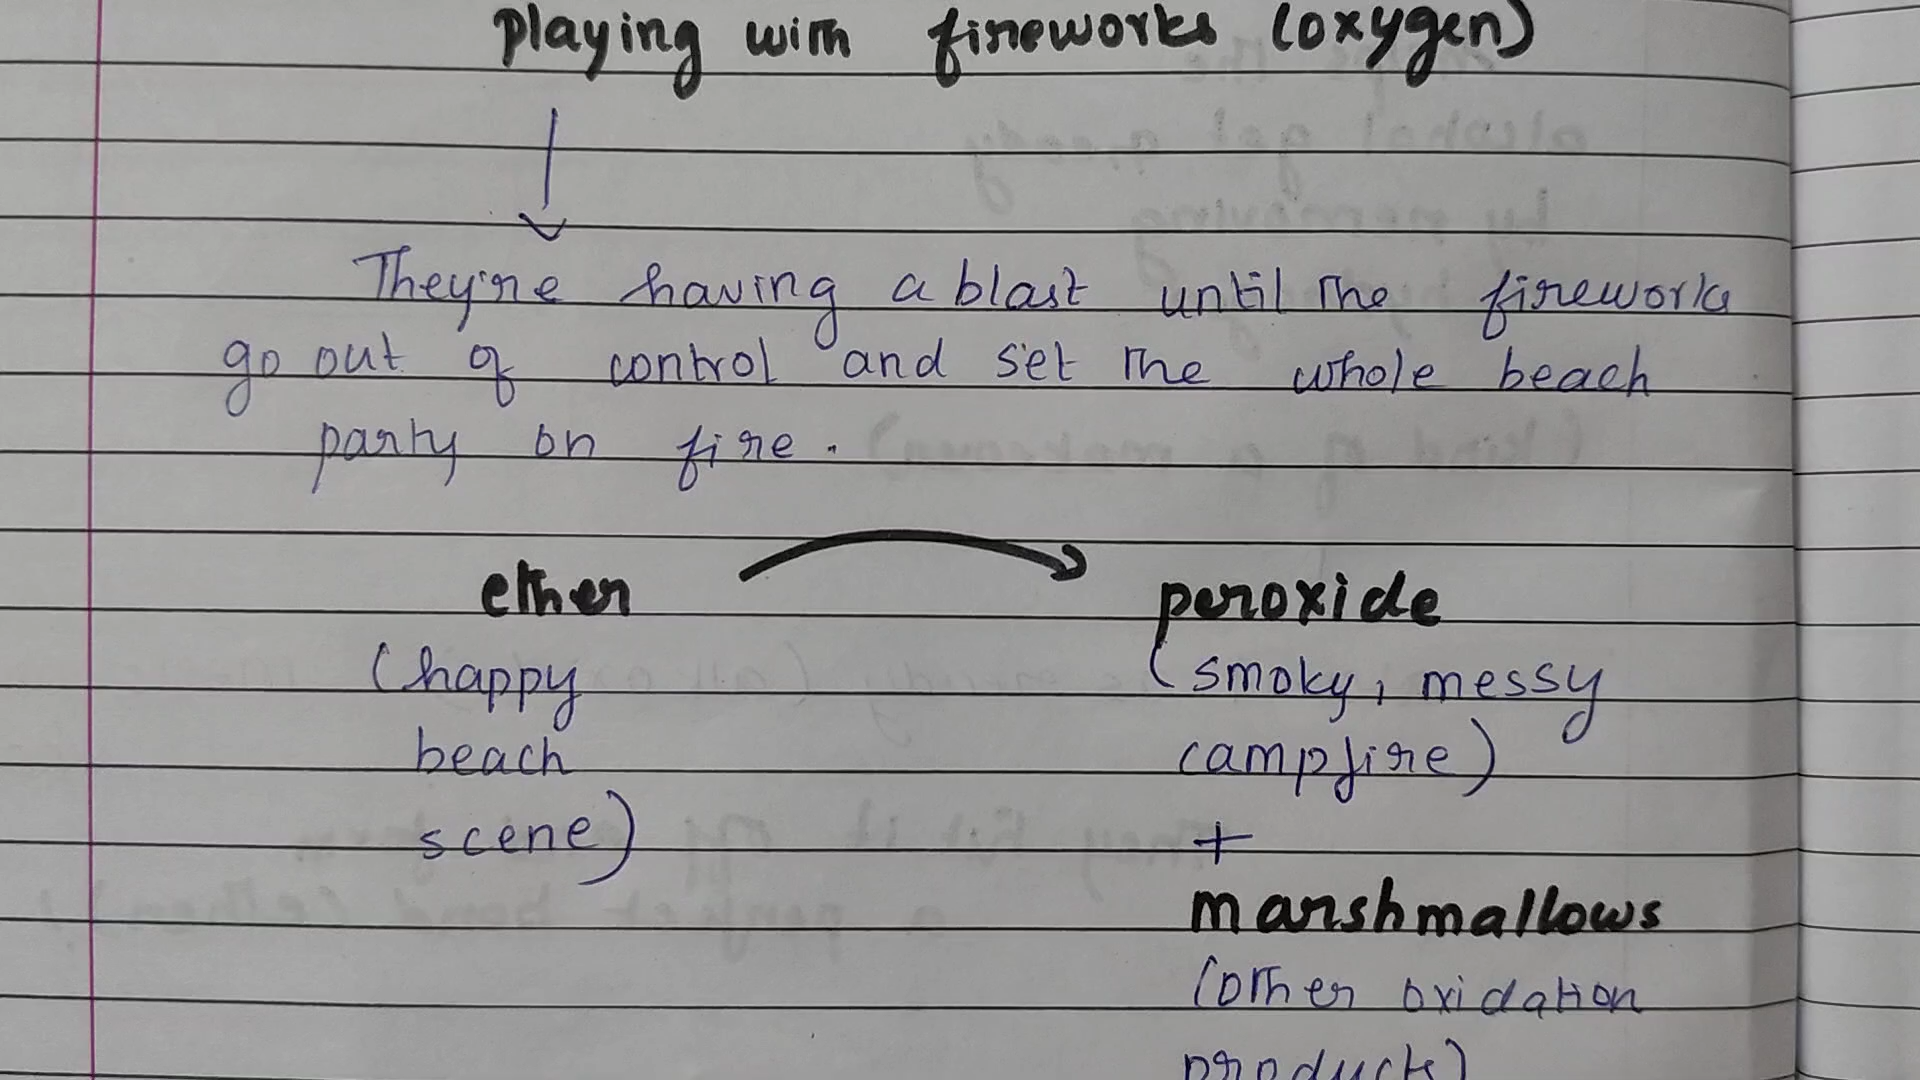 Playing with fireworks (oxygen)
They're having a blast until the fireworks
go out of control and set the whole beach
party on fire.
ether
peroxide
(happy
(smoky, messy
beach
campfire)
scene)
+
marshmallows
(other oxidation
products)